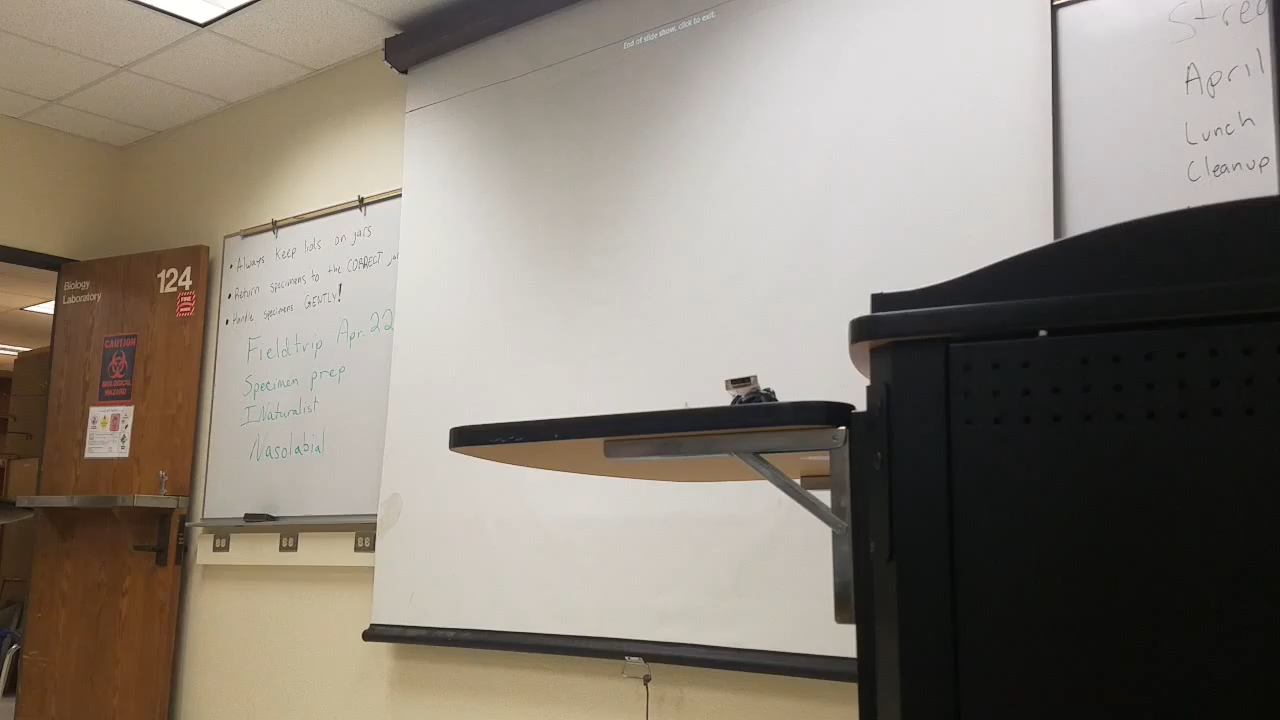 End of slide show, click to exit.
April
Lunch
Cleanup
Biology
Laboratory
124
FIRE
CAUTION
BIOLOGICAL
HAZARD
• Always keep lids on jars
• Return specimens to the CORRECT
• Handle specimens GENTLY!
Fieldtrip Apr. 22
Specimen prep
INaturalist
Nasolabial